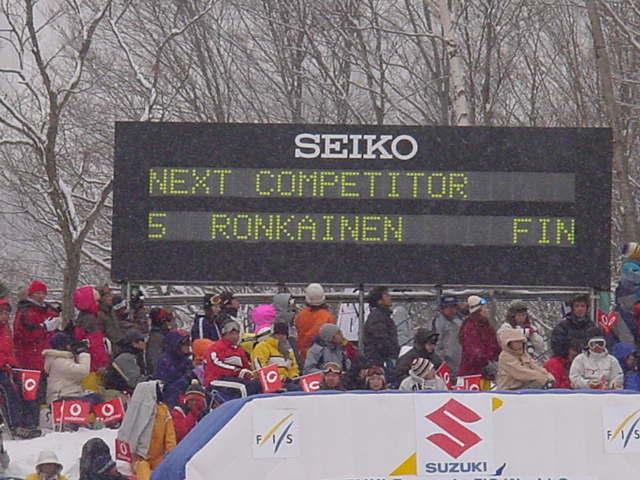 SEIKO
NEXT COMPETITOR
5 RONKAINEN FIN
FIS
SUZUKI
FIS